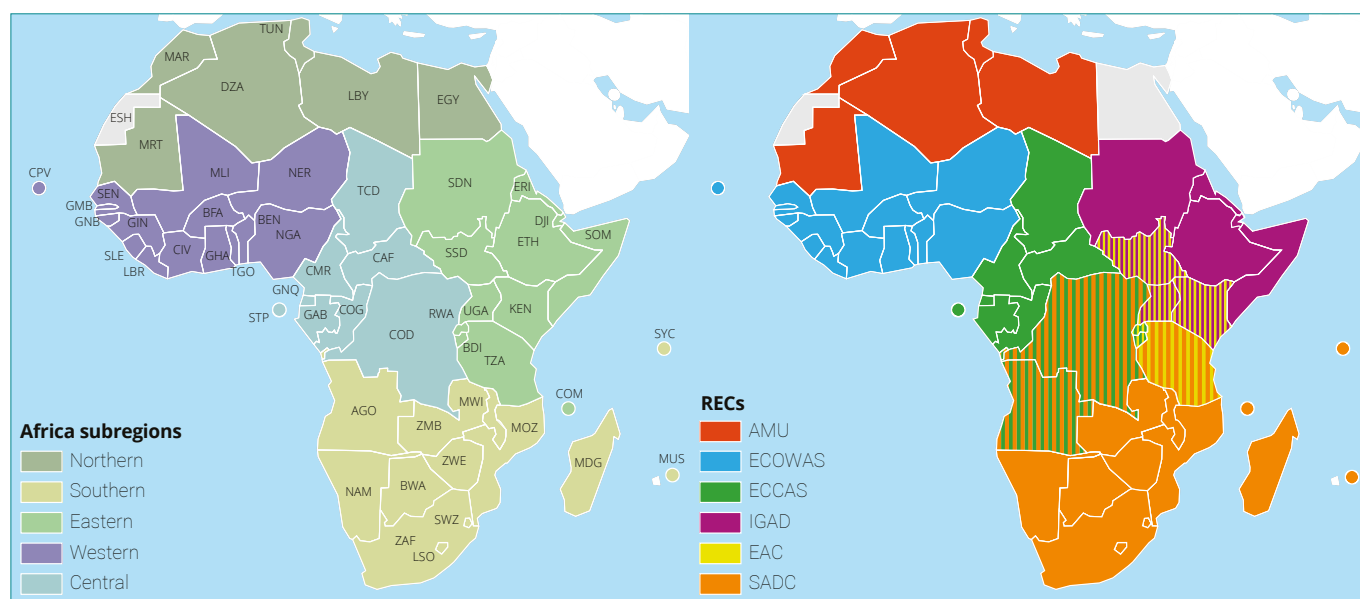 TUN
MAR
DZA
LBY
EGY
ESH
MRT
CPV
MLI
NER
TCD
SDN
ERI
SEN
GMB
GNB
GIN
BFA
BEN
NGA
DJI
SOM
ETH
SSD
SLE
CIV
GHA
LBR
TGO
CMR
CAF
GNQ
STP
GAB
COG
RWA
UGA
KEN
COD
BDI
TZA
SYC
COM
MWI
AGO
ZMB
MOZ
MDG
MUS
ZWE
NAM
BWA
SWZ
ZAF
LSO
Africa subregions
Northern
Southern
Eastern
Western
Central
RECs
AMU
ECOWAS
ECCAS
IGAD
EAC
SADC